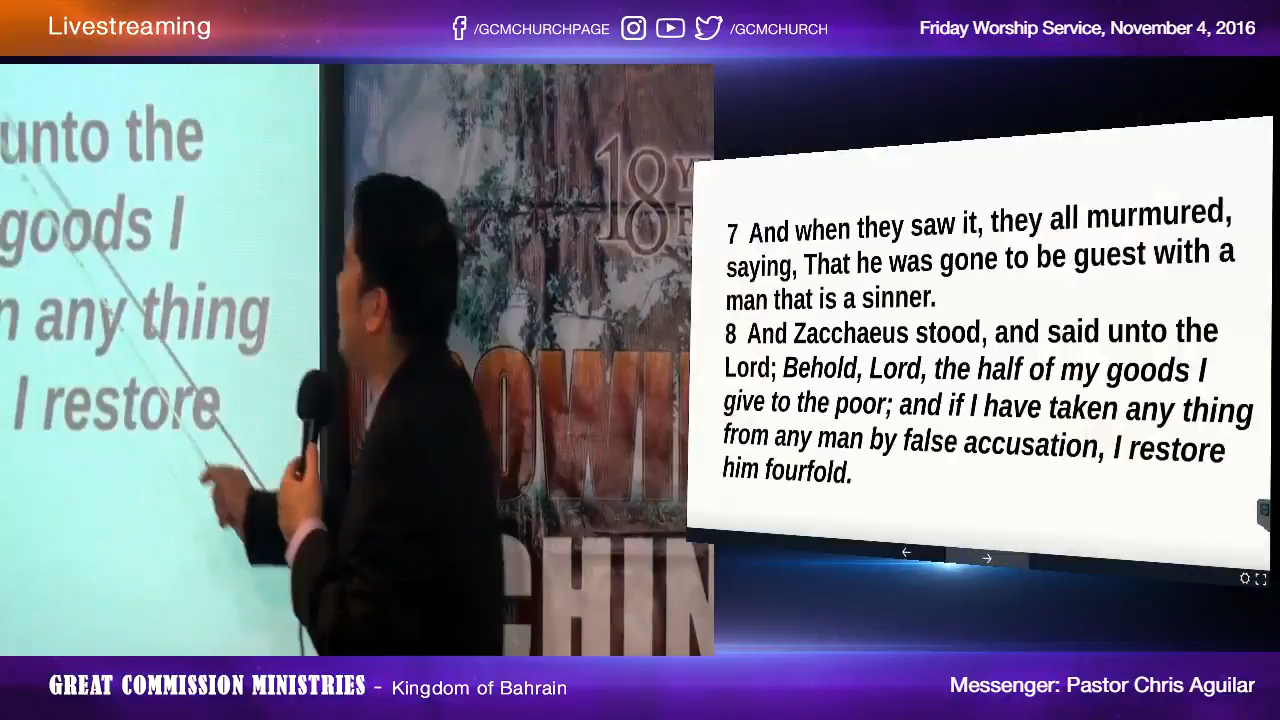 Livestreaming
/GCMCHURCHPAGE
/GCMCHURCH
Friday Worship Service, November 4, 2016
unto the
goods I
any thing
I restore
18
7 And when they saw it, they all murmured,
saying, That he was gone to be guest with a
man that is a sinner.
8 And Zacchaeus stood, and said unto the
Lord; Behold, Lord, the half of my goods I
give to the poor; and if I have taken any thing
from any man by false accusation, I restore
him fourfold.
GREAT COMMISSION MINISTRIES - Kingdom of Bahrain
Messenger: Pastor Chris Aguilar